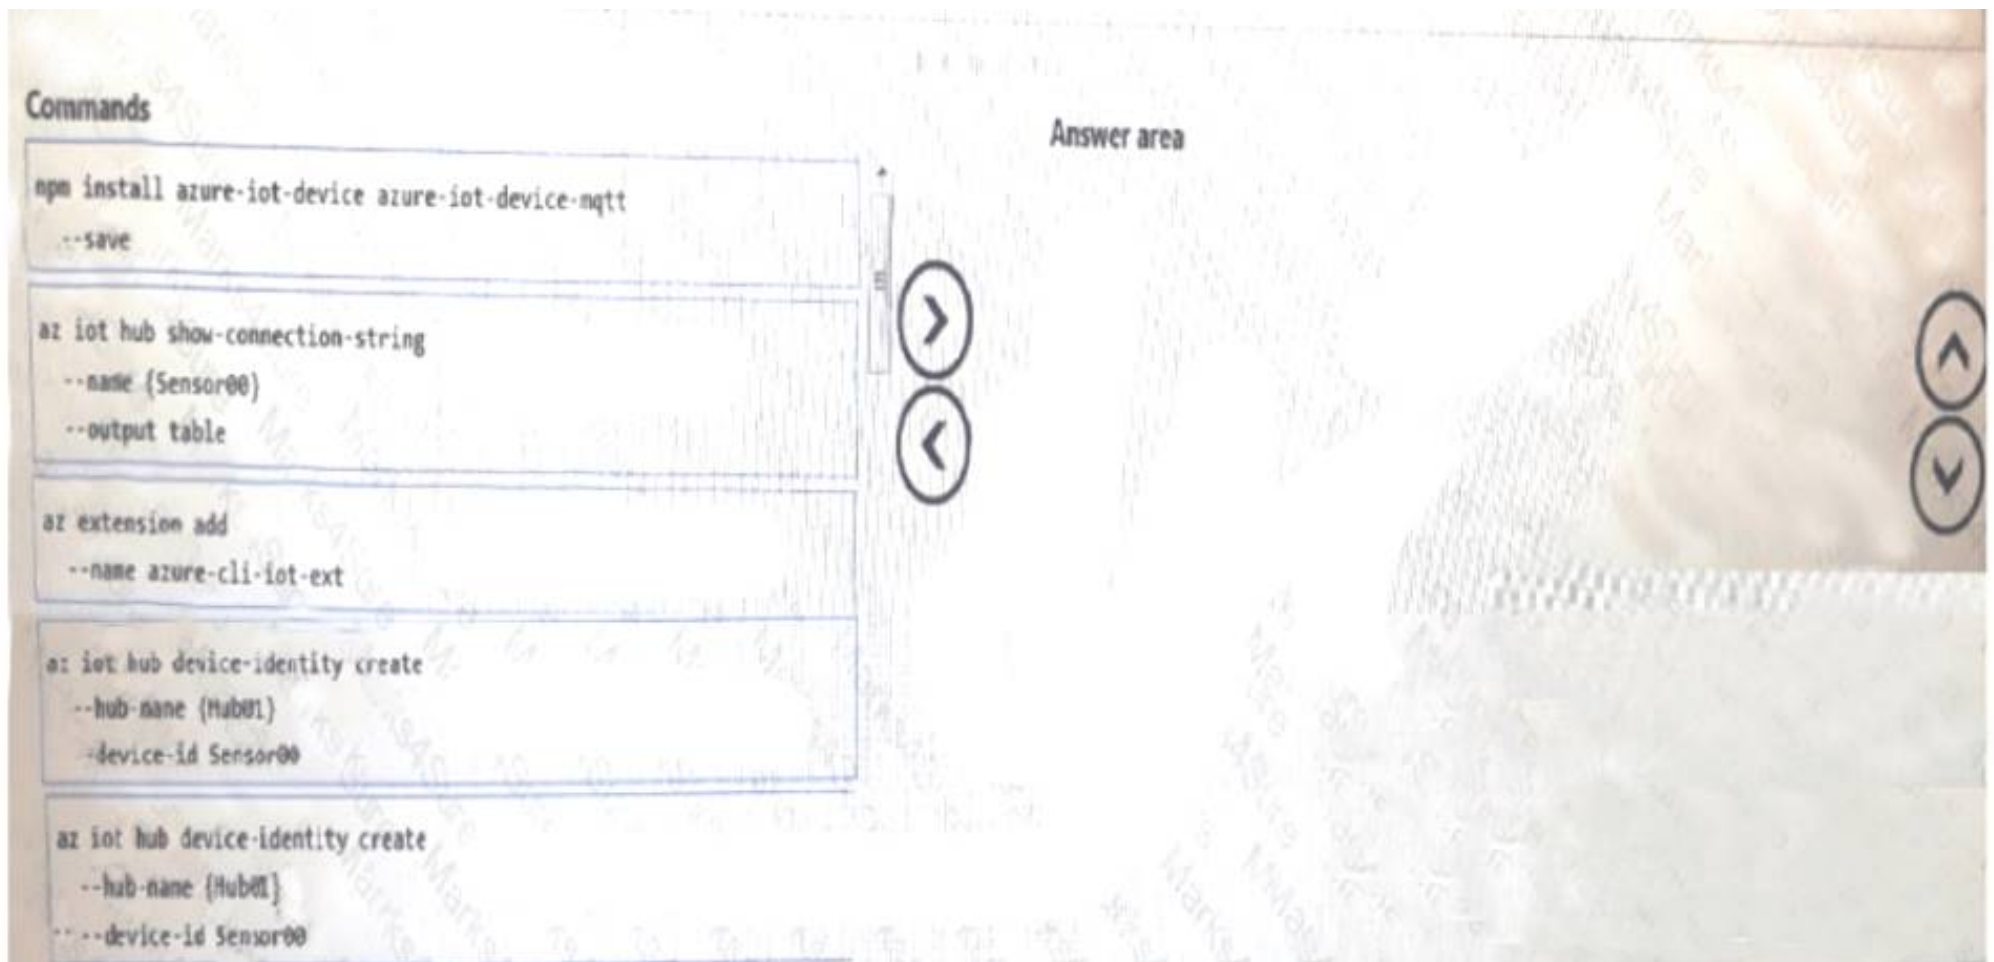 Commands
Answer area
npm install azure-iot-device azure-iot-device-mqtt
--save
az iot hub show-connection-string
--name {Sensor00}
--output table
az extension add
--name azure-cli-iot-ext
az iot hub device-identity create
--hub-name {Hub01}
-device-id Sensor00
az iot hub device-identity create
--hub-name {Hub01}
--device-id Sensor00